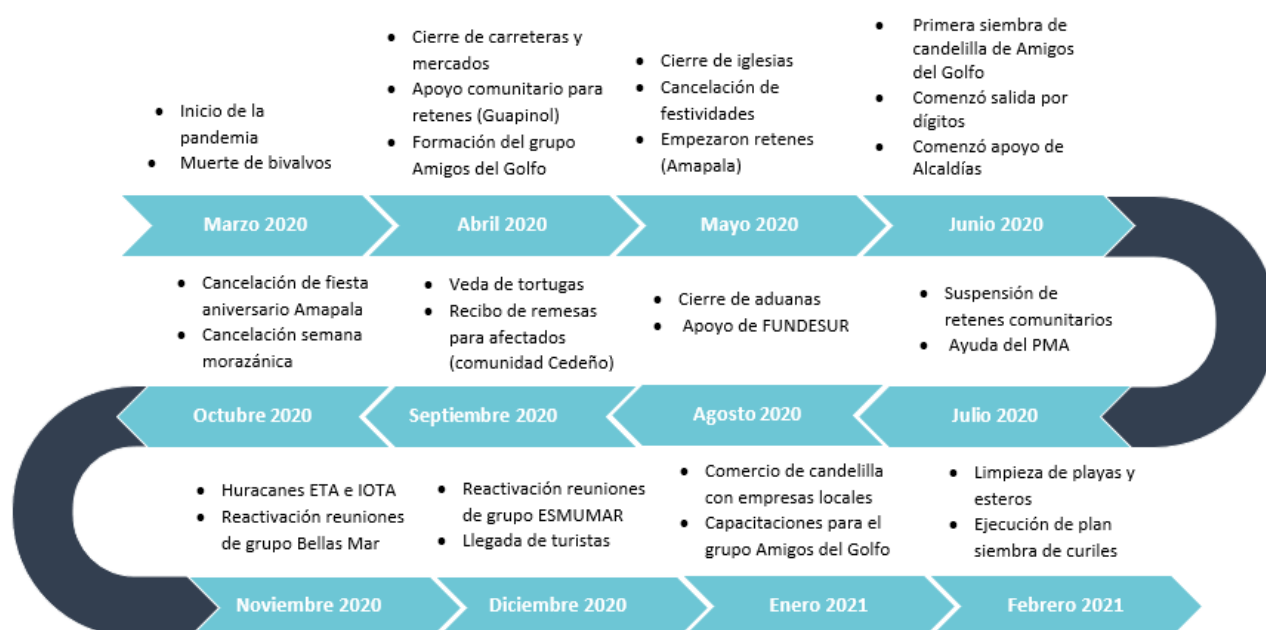 • Inicio de la
pandemia
• Muerte de bivalvos
• Cierre de carreteras y
mercados
• Apoyo comunitario para
retenes (Guapinol)
• Formación del grupo
Amigos del Golfo
• Cierre de iglesias
• Cancelación de
festividades
• Empezaron retenes
(Amapala)
• Primera siembra de
candelilla de Amigos
del Golfo
• Comenzó salida por
dígitos
• Comenzó apoyo de
Alcaldías
Marzo 2020
Abril 2020
Mayo 2020
Junio 2020
• Cancelación de fiesta
aniversario Amapala
• Cancelación semana
morazánica
• Veda de tortugas
• Recibo de remesas
para afectados
(comunidad Cedeño)
• Cierre de aduanas
• Apoyo de FUNDESUR
• Suspensión de
retenes comunitarios
• Ayuda del PMA
Octubre 2020
Septiembre 2020
Agosto 2020
Julio 2020
• Huracanes ETA e IOTA
• Reactivación reuniones
de grupo Bellas Mar
• Reactivación reuniones
de grupo ESMUMAR
• Llegada de turistas
• Comercio de candelilla
con empresas locales
• Capacitaciones para el
grupo Amigos del Golfo
• Limpieza de playas y
esteros
• Ejecución de plan
siembra de curiles
Noviembre 2020
Diciembre 2020
Enero 2021
Febrero 2021